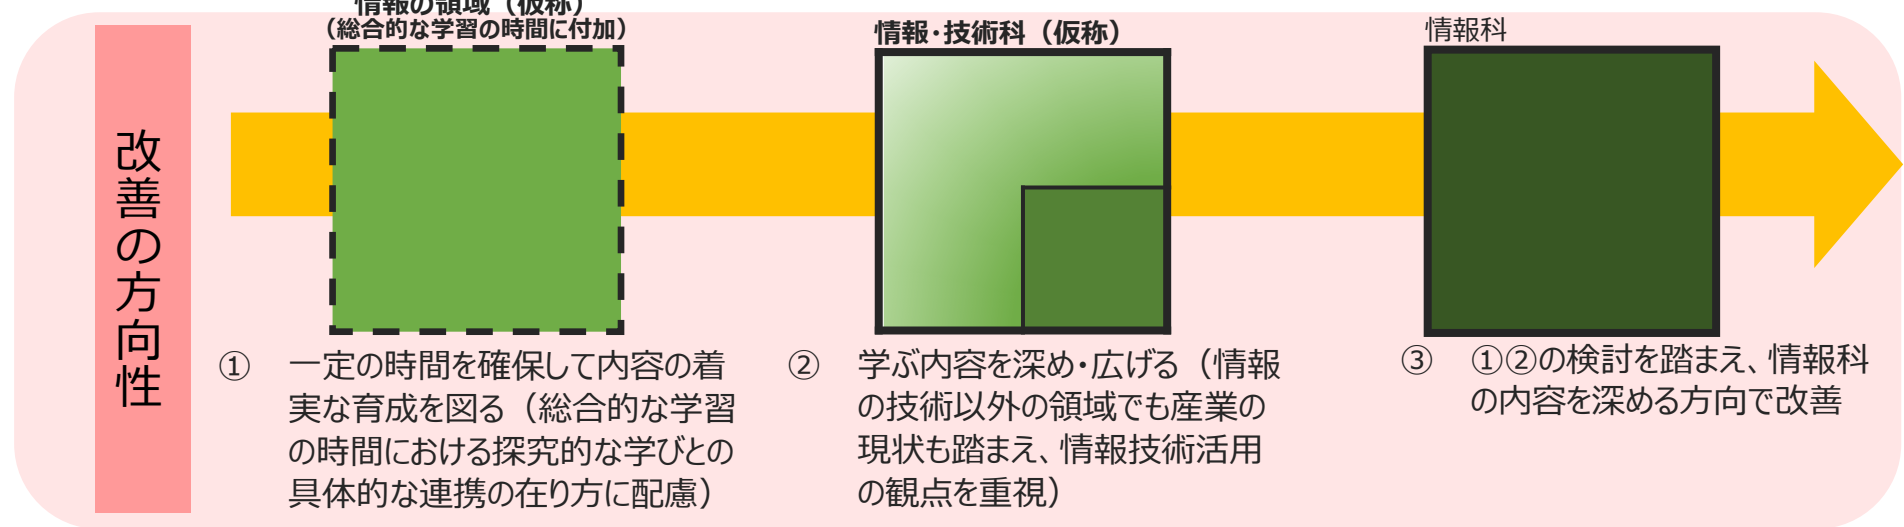 情報の領域（仮称）
（総合的な学習の時間に付加）
情報・技術科（仮称）
情報科
改善の方向性
① 一定の時間を確保して内容の着
実な育成を図る（総合的な学習
の時間における探究的な学びとの
具体的な連携の在り方に配慮）
② 学ぶ内容を深め・広げる（情報
の技術以外の領域でも産業の
現状も踏まえ、情報技術活用
の観点を重視）
③ ①②の検討を踏まえ、情報科
の内容を深める方向で改善